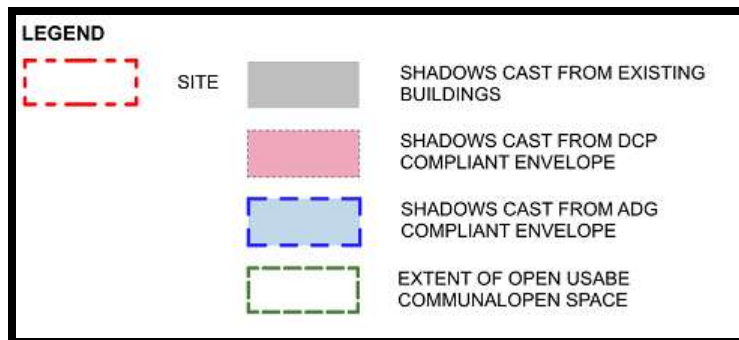 LEGEND
SITE
SHADOWS CAST FROM EXISTING
BUILDINGS
SHADOWS CAST FROM DCP
COMPLIANT ENVELOPE
SHADOWS CAST FROM ADG
COMPLIANT ENVELOPE
EXTENT OF OPEN USABE
COMMUNALOPEN SPACE